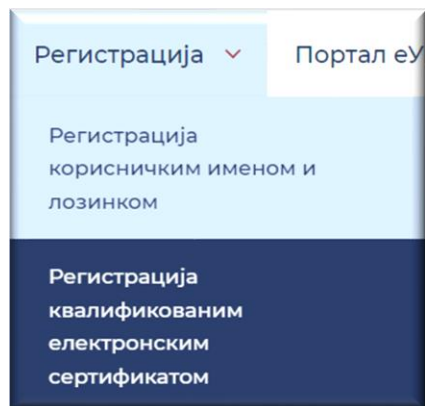 Регистрација Портал еУ
Регистрација
корисничким именом и
лозинком
Регистрација
квалификованим
електронским
сертификатом